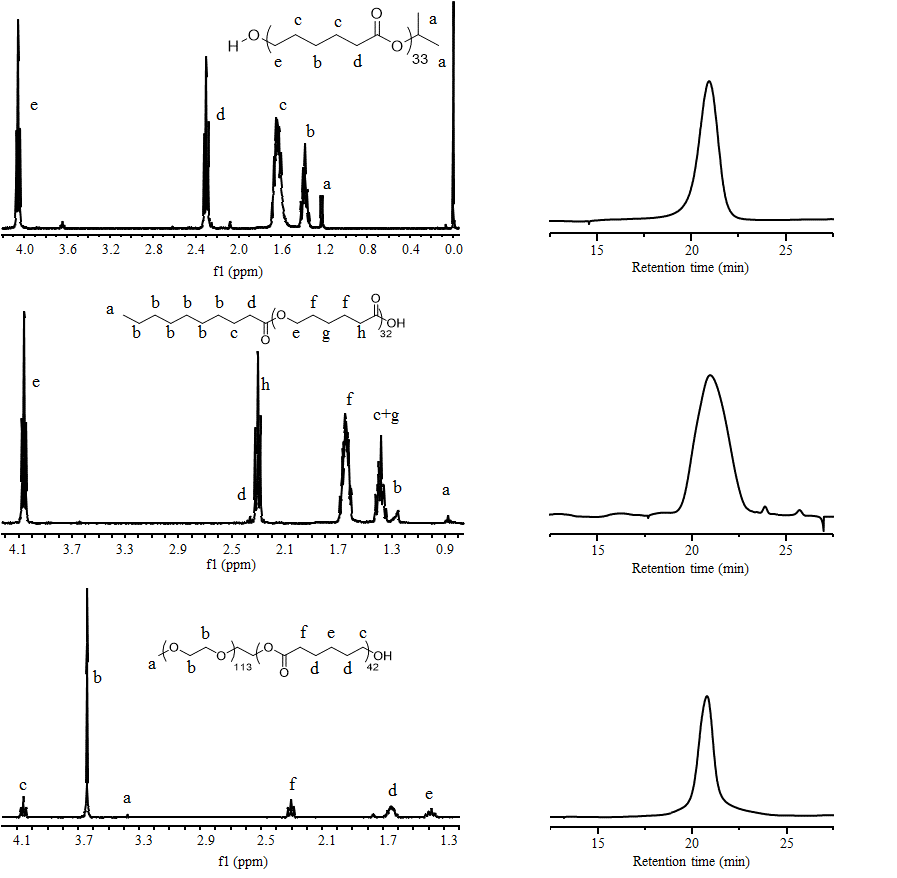 c c O a
H O ( O ) 33
e b d a
e
d
c
b
a
4.0 3.6 3.2 2.8 2.4 2.0 1.6 1.2 0.8 0.4 0.0
f1 (ppm)
15 20 25
Retention time (min)
a b b b d f f O
O OH
b b b c O e g h 32
e
h
f
c+g
d
b
a
4.1 3.7 3.3 2.9 2.5 2.1 1.7 1.3 0.9
f1 (ppm)
15 20 25
Retention time (min)
b f e c
O O O OH
a b 113 O d d 42
b
c
a
f
d
e
4.1 3.7 3.3 2.9 2.5 2.1 1.7 1.3
f1 (ppm)
15 20 25
Retention time (min)